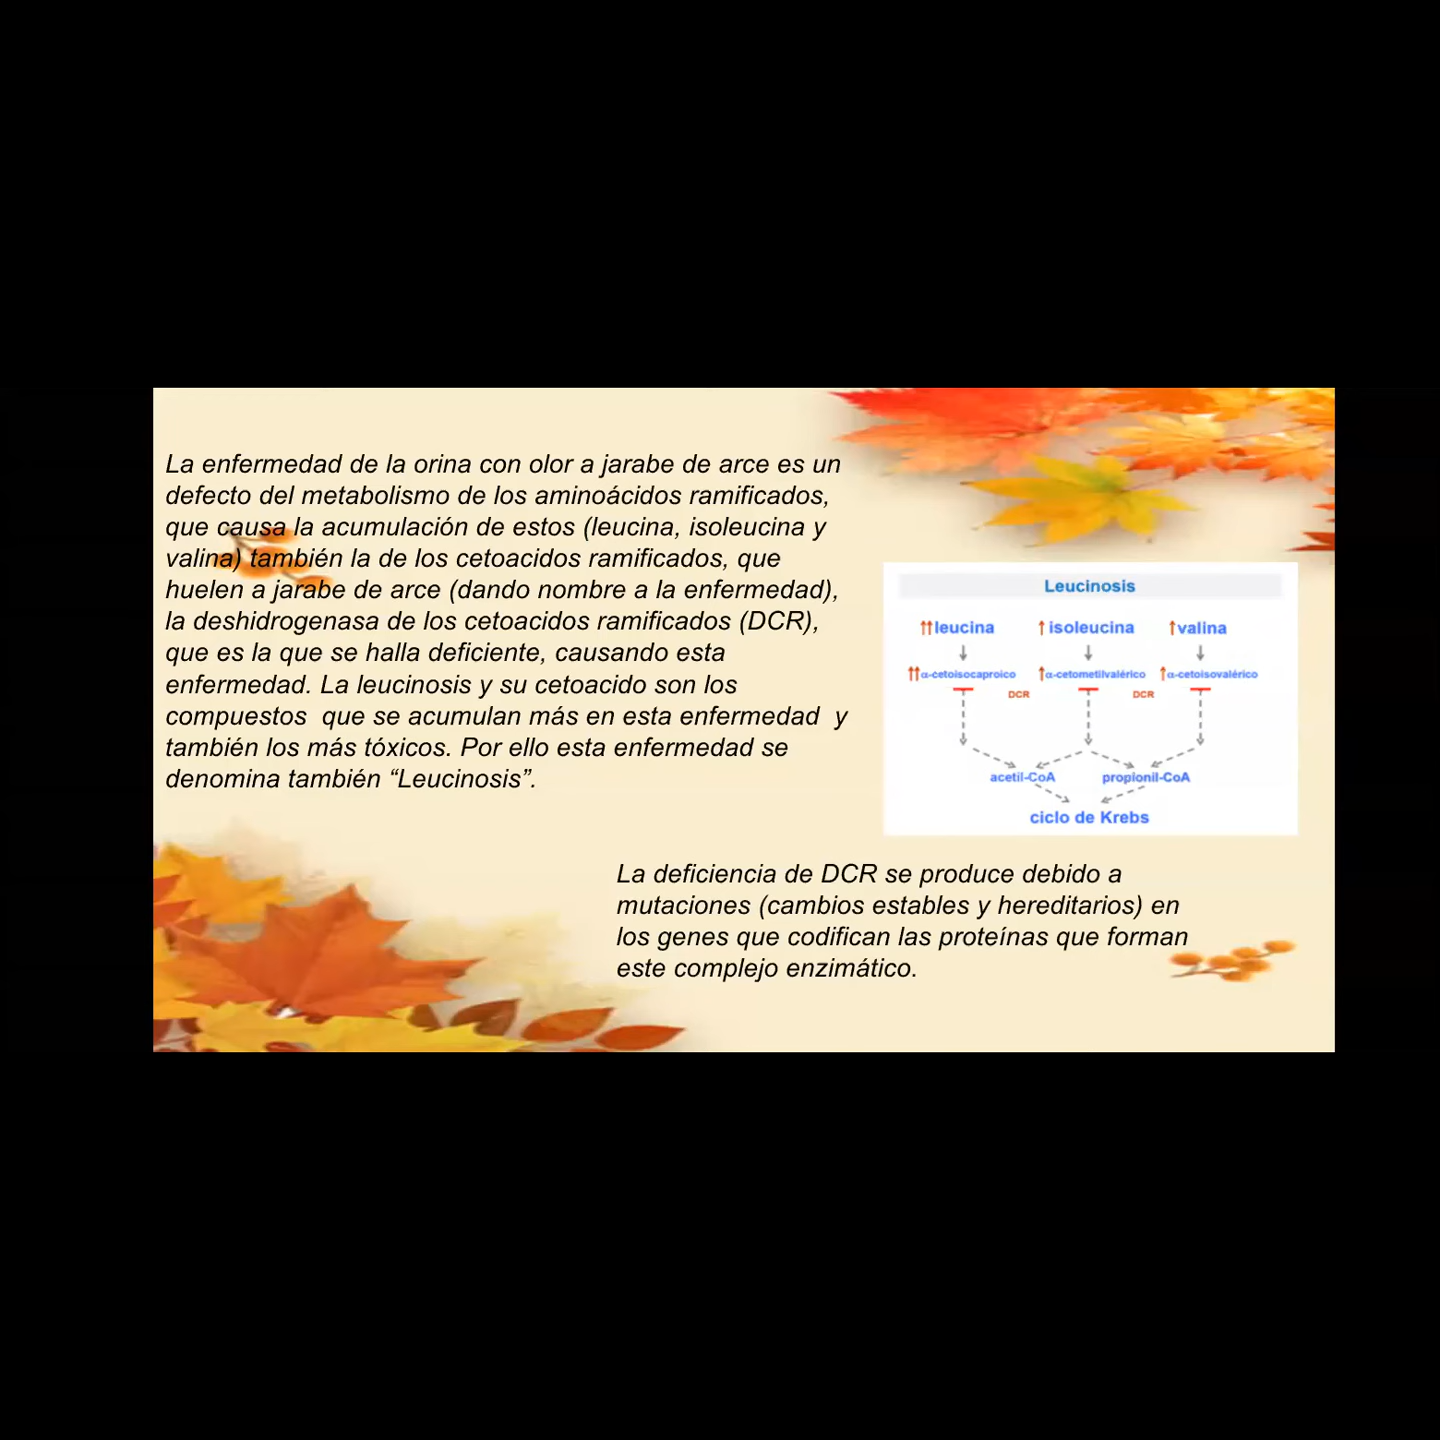 La enfermedad de la orina con olor a jarabe de arce es un
defecto del metabolismo de los aminoácidos ramificados,
que causa la acumulación de estos (leucina, isoleucina y
valina) también la de los cetoacidos ramificados, que
huelen a jarabe de arce (dando nombre a la enfermedad),
la deshidrogenasa de los cetoacidos ramificados (DCR),
que es la que se halla deficiente, causando esta
enfermedad. La leucinosis y su cetoacido son los
compuestos  que se acumulan más en esta enfermedad  y
también los más tóxicos. Por ello esta enfermedad se
denomina también “Leucinosis”.
Leucinosis
↑↑leucina ↑isoleucina ↑valina
↑↑α-cetoisocaproico ↑α-cetometilvalérico ↑α-cetoisovalérico
DCR DCR
acetil-CoA propionil-CoA
ciclo de Krebs
La deficiencia de DCR se produce debido a
mutaciones (cambios estables y hereditarios) en
los genes que codifican las proteínas que forman
este complejo enzimático.